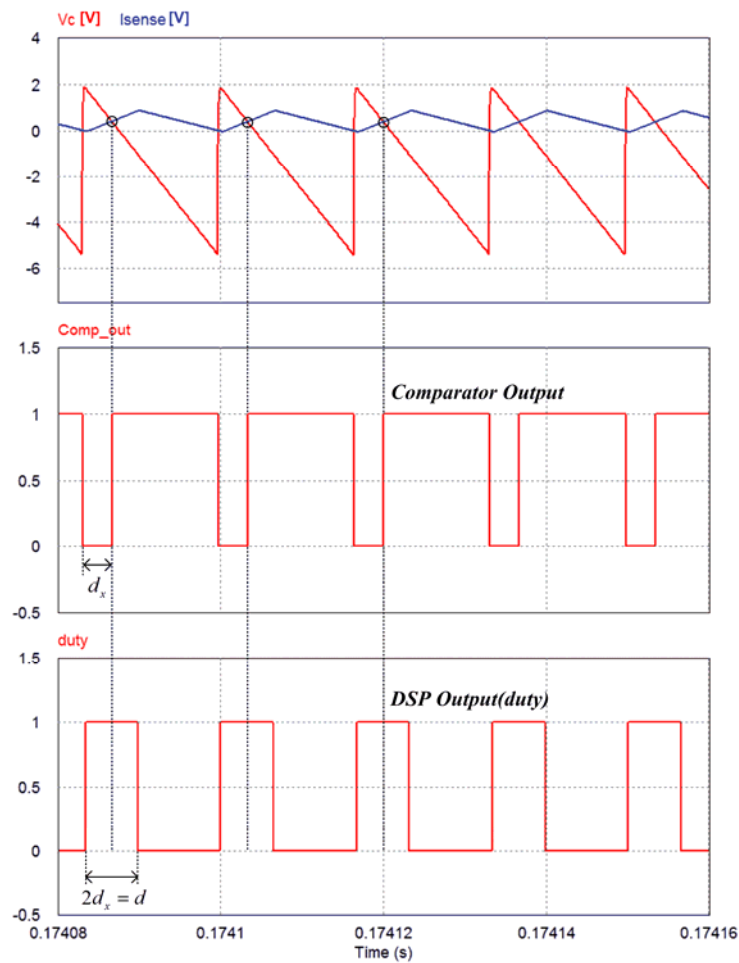 Vc [V] Isense [V]
4
2
0
-2
-4
-6
Comp_out
1.5
1
0.5
0
-0.5
Comparator Output
d_x
duty
1.5
1
0.5
0
-0.5
DSP Output(duty)
2d_x = d
0.17408 0.1741 0.17412 0.17414 0.17416
Time (s)